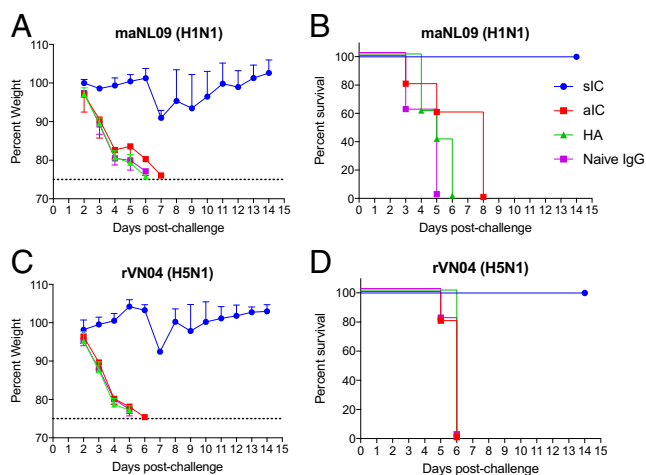 A
maNL09 (H1N1)
Percent Weight
110
100
90
80
70
0 1 2 3 4 5 6 7 8 9 10 11 12 13 14 15
Days post-challenge
B
maNL09 (H1N1)
Percent survival
100
80
60
40
20
0
0 1 2 3 4 5 6 7 8 9 10 11 12 13 14 15
Days post-challenge
sIC
aIC
HA
Naive IgG
C
rVN04 (H5N1)
Percent Weight
110
100
90
80
70
0 1 2 3 4 5 6 7 8 9 10 11 12 13 14 15
Days post-challenge
D
rVN04 (H5N1)
Percent survival
100
80
60
40
20
0
0 1 2 3 4 5 6 7 8 9 10 11 12 13 14 15
Days post-challenge